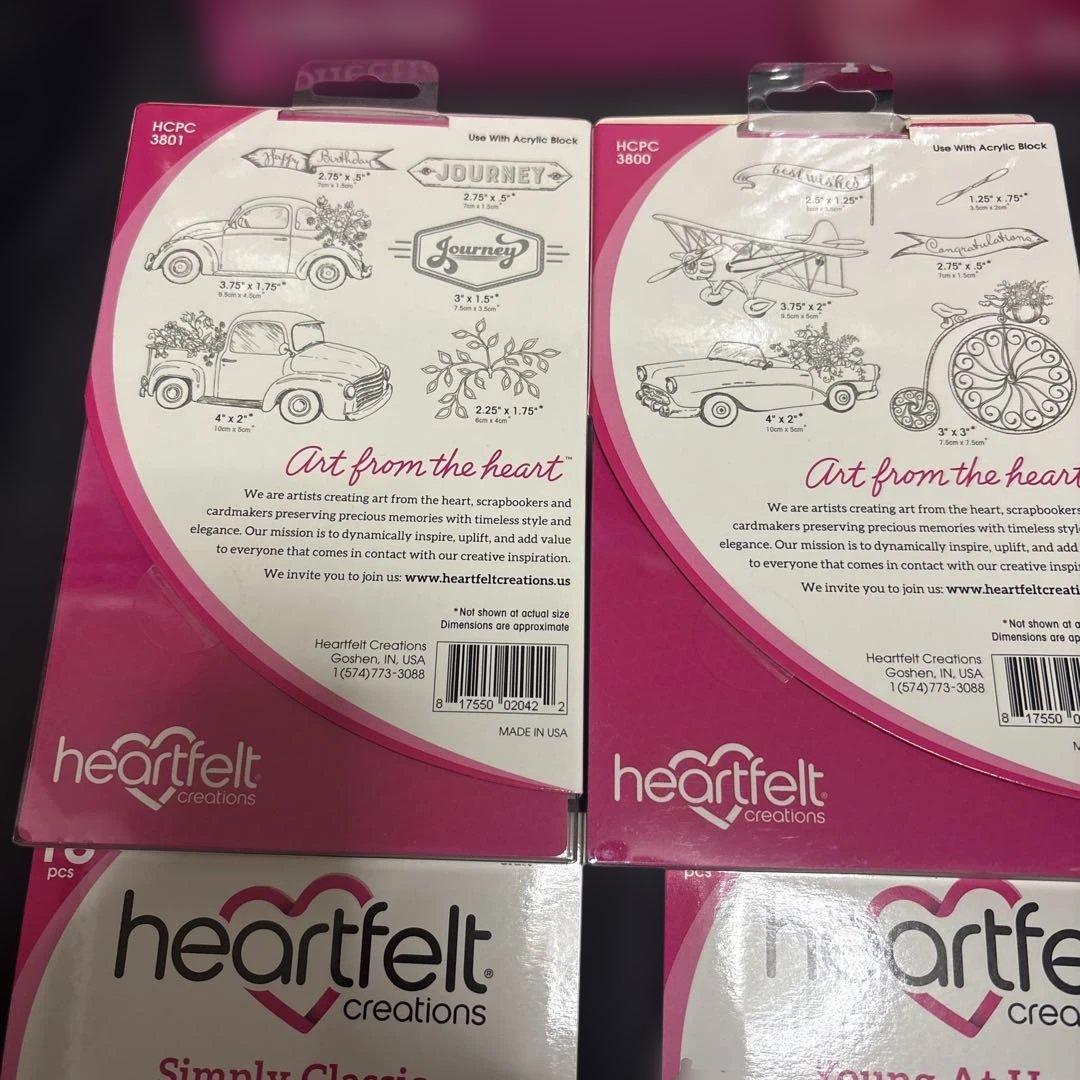 HCPC
3801
Use With Acrylic Block
Happy Birthday
2.75" x .5"*
7cm x 1.5cm*
JOURNEY
2.75" x .5"*
7cm x 1.5cm*
3.75" x 1.75"*
9.5cm x 4.5cm*
Journey
3" x 1.5"*
7.5cm x 3.5cm*
4" x 2"*
10cm x 5cm*
2.25" x 1.75"*
6cm x 4cm*
Art from the heart™
We are artists creating art from the heart, scrapbookers and
cardmakers preserving precious memories with timeless style and
elegance. Our mission is to dynamically inspire, uplift, and add value
to everyone that comes in contact with our creative inspiration.
We invite you to join us: www.heartfeltcreations.us
*Not shown at actual size
Dimensions are approximate
Heartfelt Creations
Goshen, IN, USA
1(574)773-3088
8 17550 02042 2
MADE IN USA
heartfelt®
creations
HCPC
3800
Use With Acrylic Block
best wishes
2.5" x 1.25"*
1.25" x .75"*
3.5cm x 2cm*
Congratulations
2.75" x .5"*
7cm x 1.5cm*
3.75" x 2"*
9.5cm x 5cm*
4" x 2"*
10cm x 5cm*
3" x 3"*
7.5cm x 7.5cm*
Art from the heart
We are artists creating art from the heart, scrapbookers
cardmakers preserving precious memories with timeless style
elegance. Our mission is to dynamically inspire, uplift, and add
to everyone that comes in contact with our creative inspir
We invite you to join us: www.heartfeltcreati
*Not shown at a
Dimensions are ap
Heartfelt Creations
Goshen, IN, USA
1(574)773-3088
8 17550 0
M
heartfelt®
creations
pcs
heartfelt®
creations
Simply Classic
pcs
heartfe
crea
Young At H